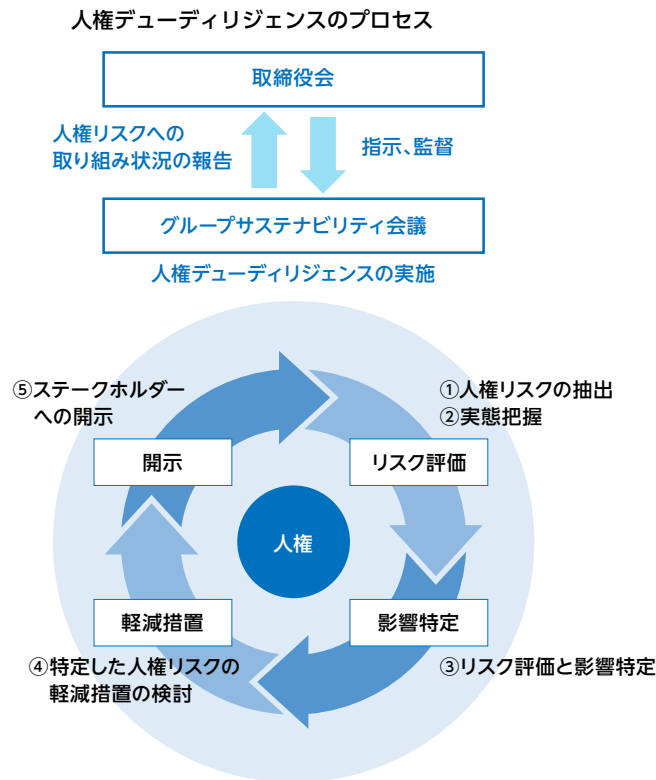 人権デューディリジェンスのプロセス
取締役会
人権リスクへの
取り組み状況の報告
指示、監督
グループサステナビリティ会議
人権デューディリジェンスの実施
⑤ステークホルダー
への開示
①人権リスクの抽出
②実態把握
開示
リスク評価
人権
軽減措置
影響特定
④特定した人権リスクの
軽減措置の検討
③リスク評価と影響特定